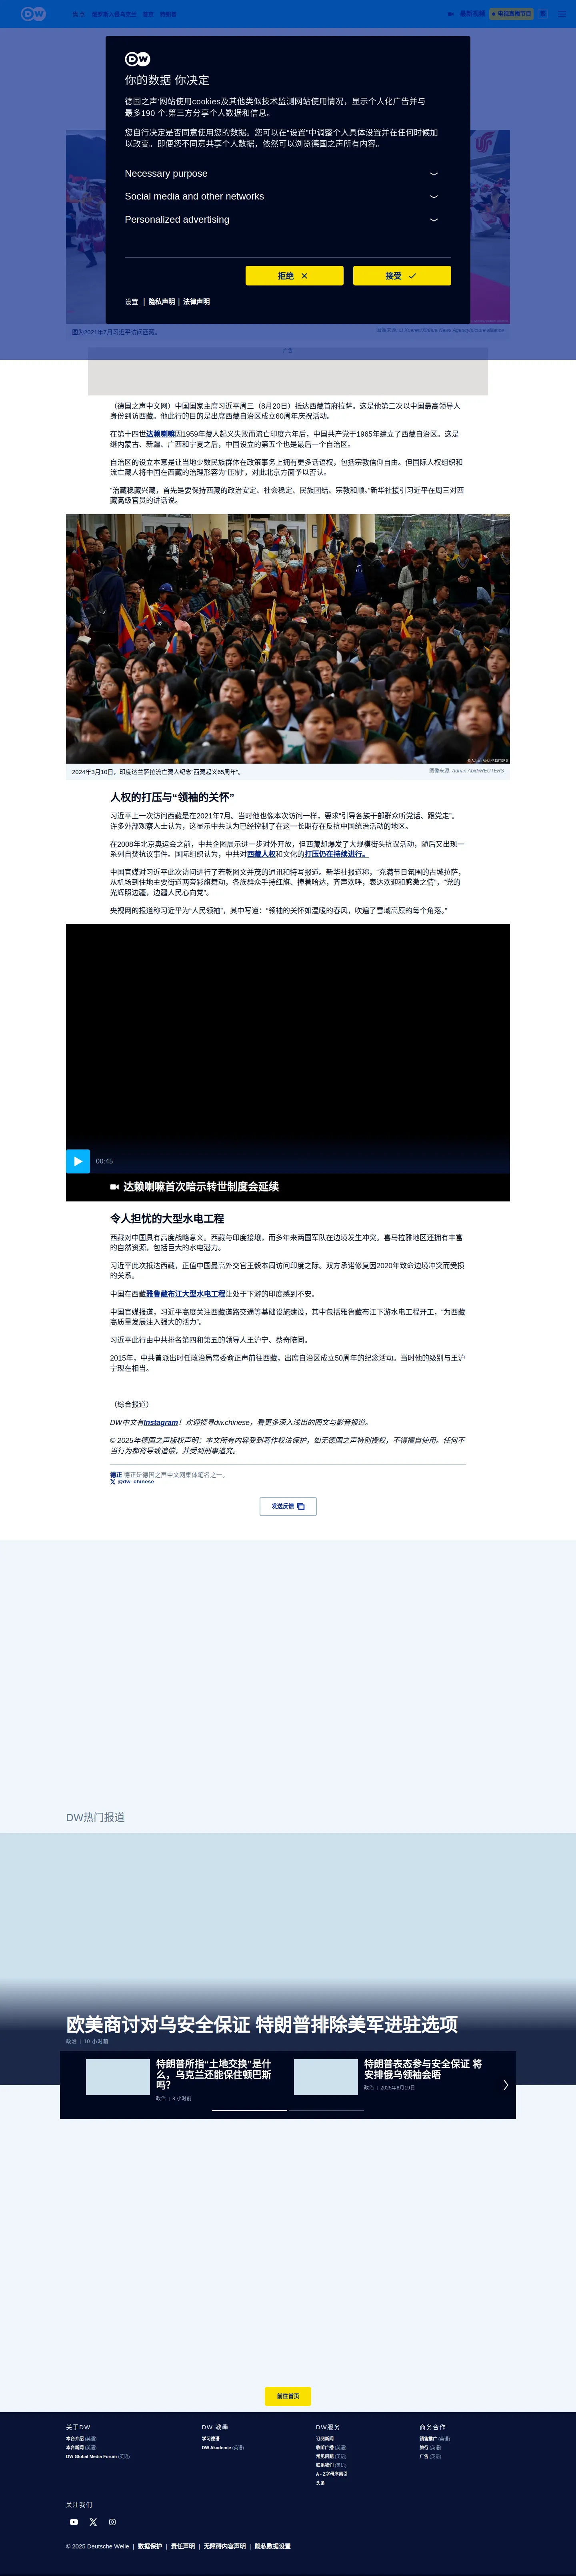 最新视频
电视直播节目
繁
DW
你的数据 你决定
德国之声'网站使用cookies及其他类似技术监测网站使用情况，显示个人化广告并与
最多190 个;第三方分享个人数据和信息。
您自行决定是否同意使用您的数据。您可以在“设置”中调整个人具体设置并在任何时候加
以改变。即便您不同意共享个人数据，依然可以浏览德国之声所有内容。
Necessary purpose
Social media and other networks
Personalized advertising
拒绝
接受
设置 | 隐私声明 | 法律声明
图为2021年7月习近平访问西藏。
广告
（德国之声中文网）中国国家主席习近平周三（8月20日）抵达西藏首府拉萨。这是他第二次以中国最高领导人
身份到访西藏。他此行的目的是出席西藏自治区成立60周年庆祝活动。
在第十四世达赖喇嘛因1959年藏人起义失败而流亡印度六年后，中国共产党于1965年建立了西藏自治区。这是
继内蒙古、新疆、广西和宁夏之后，中国设立的第五个也是最后一个自治区。
自治区的设立本意是让当地少数民族群体在政策事务上拥有更多话语权，包括宗教信仰自由。但国际人权组织和
流亡藏人将中国在西藏的治理形容为“压制”，对此北京方面予以否认。
“治藏稳藏兴藏，首先是要保持西藏的政治安定、社会稳定、民族团结、宗教和顺。”新华社援引习近平在周三对西
藏高级官员的讲话说。
© Adnan Abidi/REUTERS
2024年3月10日，印度达兰萨拉流亡藏人纪念“西藏起义65周年”。
图像来源: Adnan Abidi/REUTERS
人权的打压与“领袖的关怀”
习近平上一次访问西藏是在2021年7月。当时他也像本次访问一样，要求“引导各族干部群众听党话、跟党走”。
许多外部观察人士认为，这显示中共认为已经控制了在这一长期存在反抗中国统治活动的地区。
在2008年北京奥运会之前，中共企图展示进一步对外开放，但西藏却爆发了大规模街头抗议活动，随后又出现一
系列自焚抗议事件。国际组织认为，中共对西藏人权和文化的打压仍在持续进行。
中国官媒对习近平此次访问进行了若乾图文并茂的通讯和特写报道。新华社报道称，“充满节日氛围的古城拉萨，
从机场到住地主要街道两旁彩旗舞动，各族群众手持红旗、捧着哈达，齐声欢呼，表达欢迎和感激之情”，“党的
光辉照边疆，边疆人民心向党”。
央视网的报道称习近平为“人民领袖”，其中写道：“领袖的关怀如温暖的春风，吹遍了雪域高原的每个角落。”
00:45
达赖喇嘛首次暗示转世制度会延续
令人担忧的大型水电工程
西藏对中国具有高度战略意义。西藏与印度接壤，而多年来两国军队在边境发生冲突。喜马拉雅地区还拥有丰富
的自然资源，包括巨大的水电潜力。
习近平此次抵达西藏，正值中国最高外交官王毅本周访问印度之际。双方承诺修复因2020年致命边境冲突而受损
的关系。
中国在西藏雅鲁藏布江大型水电工程让处于下游的印度感到不安。
中国官媒报道，习近平高度关注西藏道路交通等基础设施建设，其中包括雅鲁藏布江下游水电工程开工，“为西藏
高质量发展注入强大的活力”。
习近平此行由中共排名第四和第五的领导人王沪宁、蔡奇陪同。
2015年，中共曾派出时任政治局常委俞正声前往西藏，出席自治区成立50周年的纪念活动。当时他的级别与王沪
宁现在相当。
（综合报道）
DW中文有Instagram！欢迎搜寻dw.chinese，看更多深入浅出的图文与影音报道。
© 2025年德国之声版权声明：本文所有内容受到著作权法保护，如无德国之声特别授权，不得擅自使用。任何不
当行为都将导致追偿，并受到刑事追究。
德正 德正是德国之声中文网集体笔名之一。
@dw_chinese
发送反馈
DW热门报道
欧美商讨对乌安全保证 特朗普排除美军进驻选项
政治 | 10 小时前
特朗普所指“土地交换”是什
么，乌克兰还能保住顿巴斯
吗？
政治 | 6 小时前
特朗普表态参与安全保证 将
安排俄乌领袖会晤
政治 | 2025年8月19日
前往首页
关于DW
本台介绍 (英语)
本台新闻 (英语)
DW Global Media Forum (英语)
DW 教學
学习德语
DW Akademie (英语)
DW服务
订阅新闻
收听广播 (英语)
常见问题 (英语)
联系我们 (英语)
A - Z字母序索引
头条
商务合作
销售推广 (英语)
旅行 (英语)
广告 (英语)
关注我们
© 2025 Deutsche Welle | 数据保护 | 责任声明 | 无障碍内容声明 | 隐私数据设置